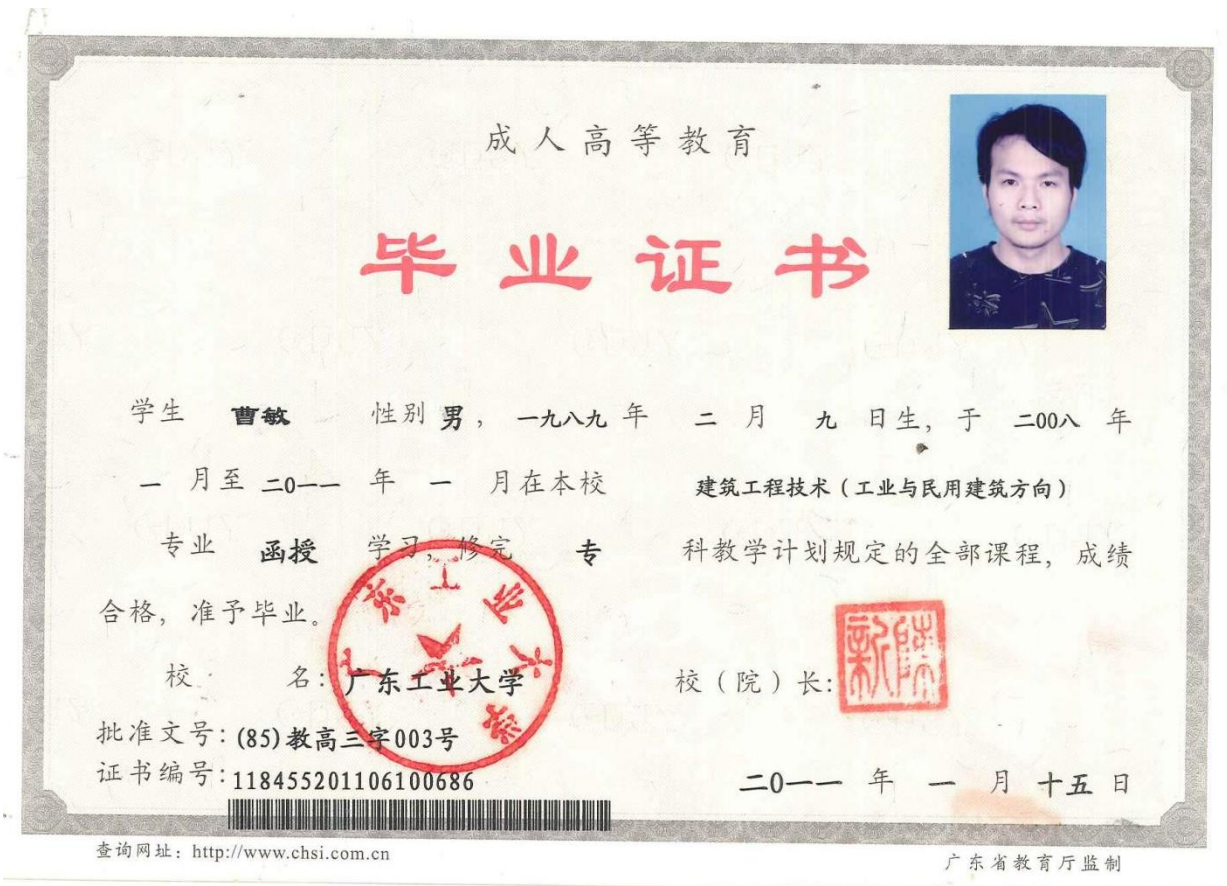 成人高等教育
毕业证书
学生 曹敏 性别 男, 一九八九 年 二 月 九 日生, 于 二00八 年
一 月至 二0一一 年 一 月在本校 建筑工程技术(工业与民用建筑方向)
专业 函授 学习, 修完 专 科教学计划规定的全部课程, 成绩
合格, 准予毕业。
校 名: 广东工业大学 校(院)长:
广东工业大学
批准文号: (85)教高三字003号
证书编号: 118455201106100686 二0一一 年 一 月 十五 日
查询网址: http://www.chsi.com.cn 广东省教育厅监制